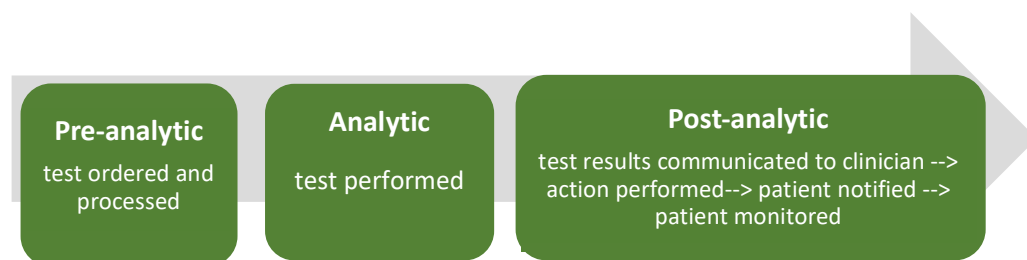 Pre-analytic
test ordered and
processed
Analytic
test performed
Post-analytic
test results communicated to clinician -->
action performed--> patient notified -->
patient monitored